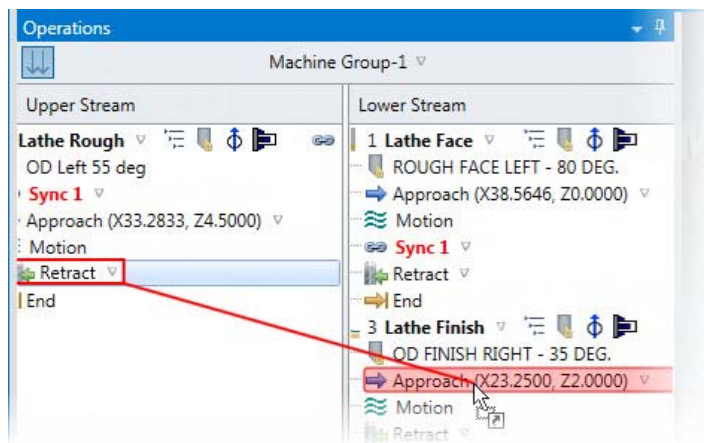 Operations
Machine Group-1
Upper Stream
Lathe Rough
OD Left 55 deg
Sync 1
Approach (X33.2833, Z4.5000)
Motion
Retract
End
Lower Stream
1 Lathe Face
ROUGH FACE LEFT - 80 DEG.
Approach (X38.5646, Z0.0000)
Motion
Sync 1
Retract
End
3 Lathe Finish
OD FINISH RIGHT - 35 DEG.
Approach (X23.2500, Z2.0000)
Motion
Retract